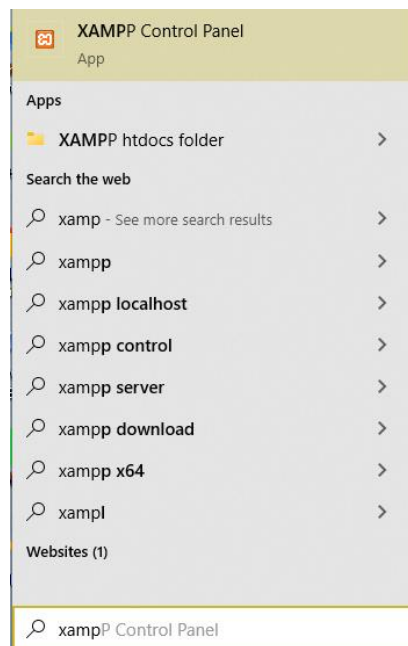 XAMPP Control Panel
App
Apps
XAMPP htdocs folder
Search the web
xamp - See more search results
xampp
xampp localhost
xampp control
xampp server
xampp download
xampp x64
xampl
Websites (1)
xampP Control Panel